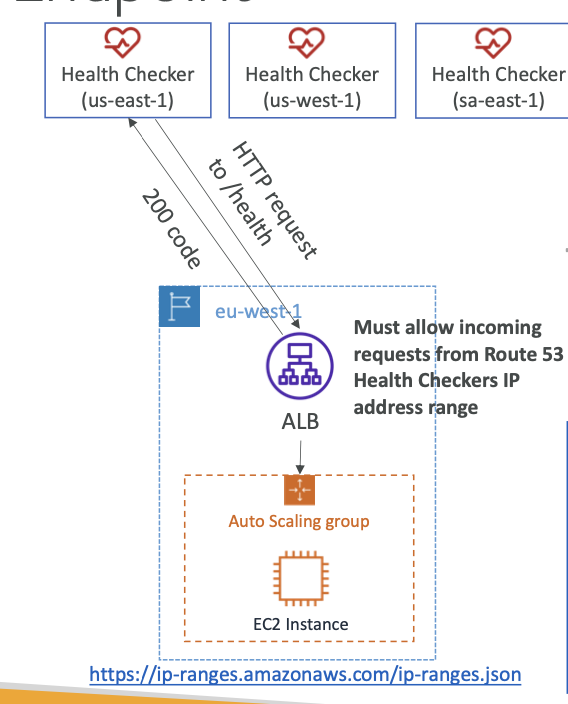 Endpoint
Health Checker
(us-east-1)
Health Checker
(us-west-1)
Health Checker
(sa-east-1)
HTTP request
to /health
200 code
eu-west-1
Must allow incoming
requests from Route 53
Health Checkers IP
address range
ALB
Auto Scaling group
EC2 Instance
https://ip-ranges.amazonaws.com/ip-ranges.json